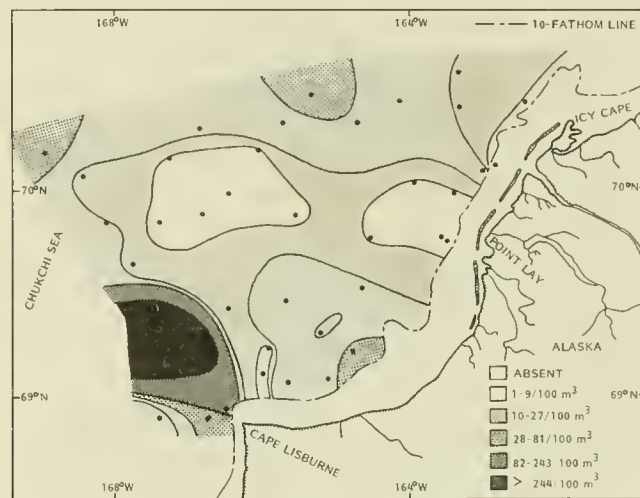 168°W
164°W
10-FATHOM LINE
ICY CAPE
70°N
70°N
CHUKCHI SEA
POINT LAY
ALASKA
ABSENT
1-9/100 m³
10-27/100 m³
28-81/100 m³
82-243 100 m³
> 244/100 m³
69°N
69°N
CAPE LISBURNE
168°W
164°W